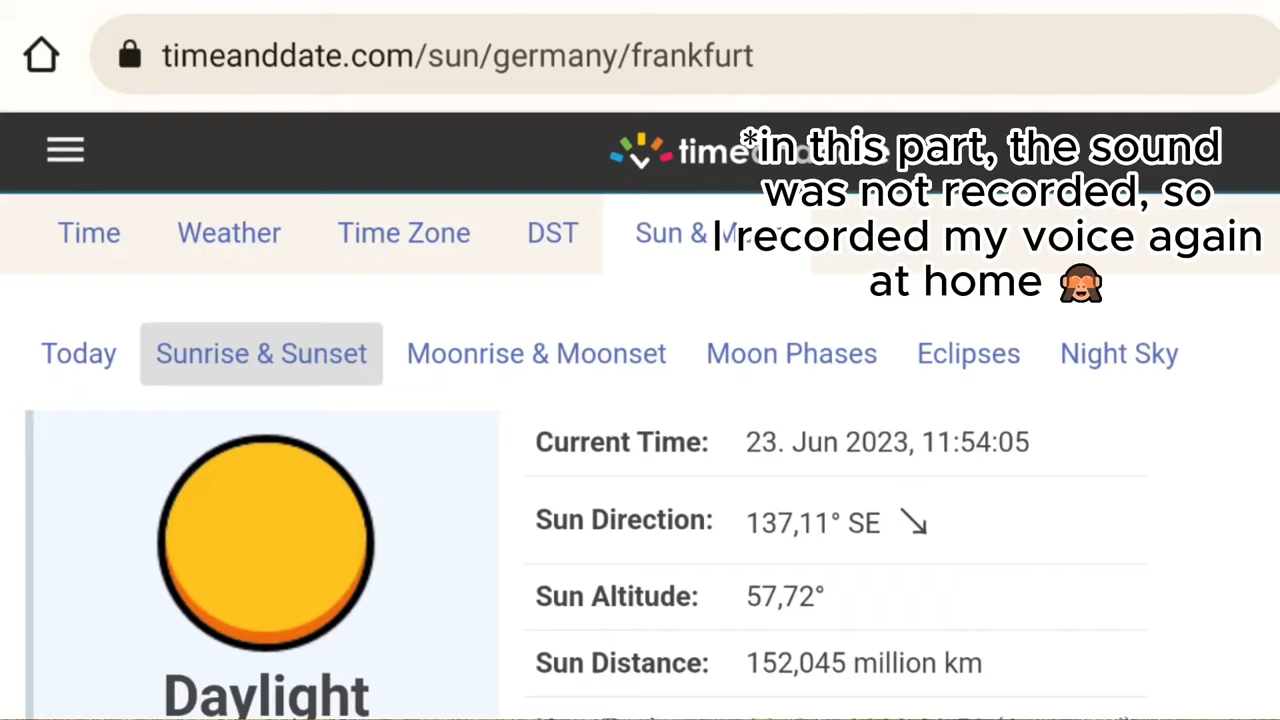 timeanddate.com/sun/germany/frankfurt
time
*in this part, the sound
was not recorded, so
I recorded my voice again
at home 🙈
Time Weather Time Zone DST Sun &
Today Sunrise & Sunset Moonrise & Moonset Moon Phases Eclipses Night Sky
Current Time: 23. Jun 2023, 11:54:05
Sun Direction: 137,11° SE ↘
Sun Altitude: 57,72°
Sun Distance: 152,045 million km
Daylight